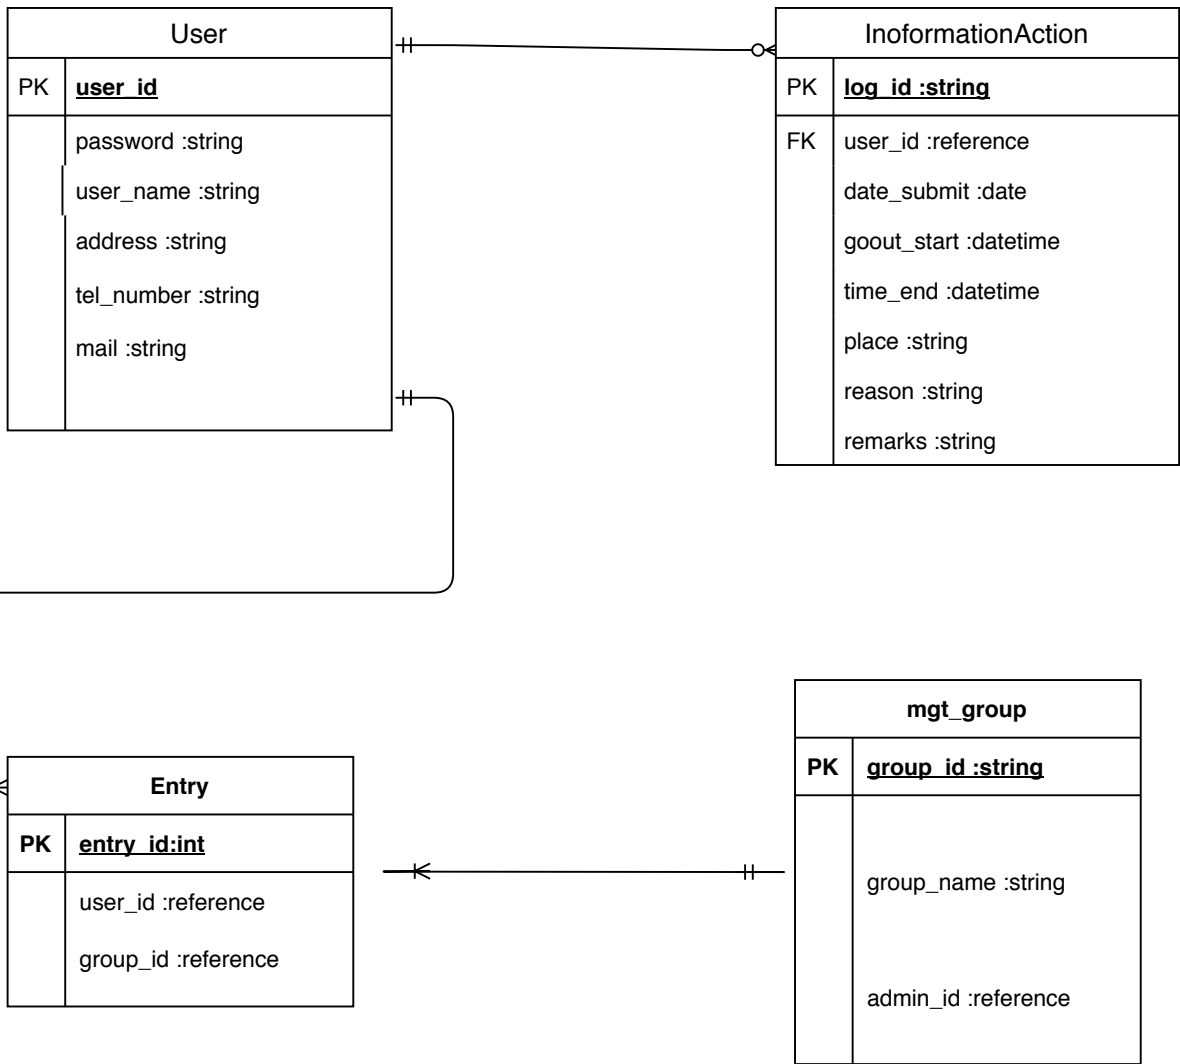 User
PK user_id
password :string
user_name :string
address :string
tel_number :string
mail :string
InoformationAction
PK log_id :string
FK user_id :reference
date_submit :date
goout_start :datetime
time_end :datetime
place :string
reason :string
remarks :string
Entry
PK entry_id:int
user_id :reference
group_id :reference
mgt_group
PK group_id :string
group_name :string
admin_id :reference